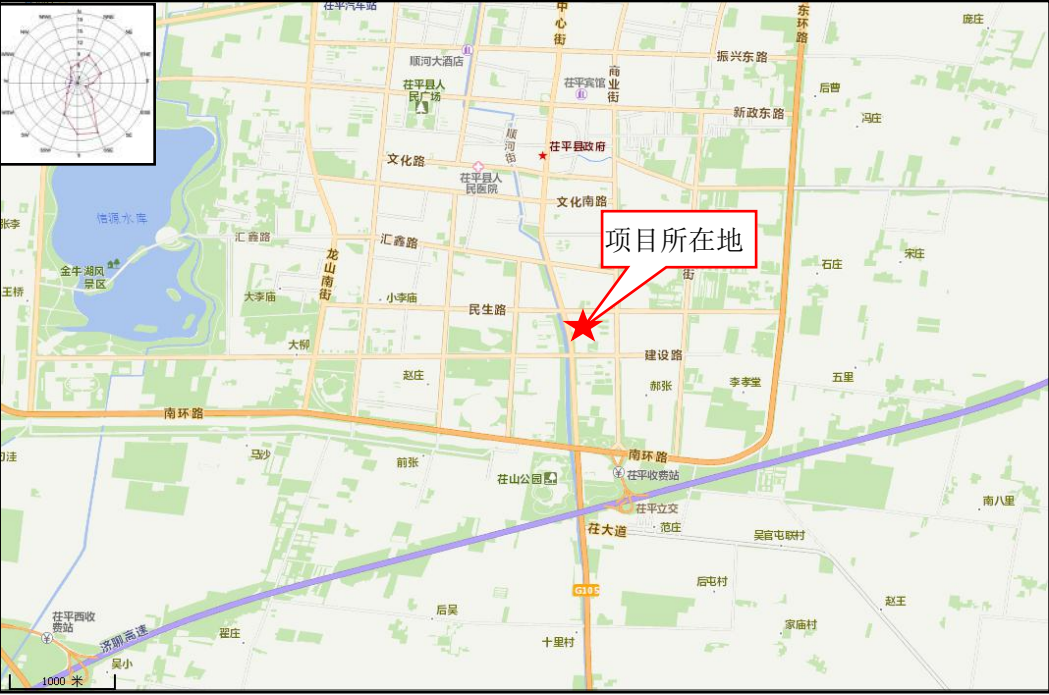 茌平汽车站
中心街
东环路
庞庄
顺河大酒店
振兴东路
商业街
茌平宾馆
茌平县人
民广场
后曹
新政东路
冯庄
顺河街
茌平县政府
文化路
茌平县人
民医院
文化南路
信源水库
张李
汇鑫路
汇鑫路
项目所在地
街
宋庄
石庄
龙山南街
金牛湖风
景区
王桥
大李庙
小李庙
民生路
大柳
建设路
赵庄
郝张
李孝堂
五里
南环路
马沙
前张
南环路
茌山公园
茌平收费站
茌平立交
南八里
茌大道
范庄
吴官屯联村
G105
后屯村
赵王
后吴
家庙村
茌平西收
费站
济聊高速
翟庄
十里村
吴小
1000 米